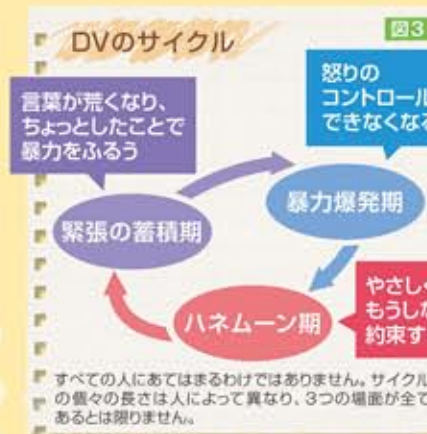 図3
DVのサイクル
言葉が荒くなり、
ちょっとしたことで
暴力をふるう
怒りの
コントロール
できなくなる
緊張の蓄積期
暴力爆発期
ハネムーン期
やさしく
もうした
約束す
すべての人にあてはまるわけではありません。サイクル
の個々の長さは人によって異なり、3つの場面が全て
あるとは限りません。